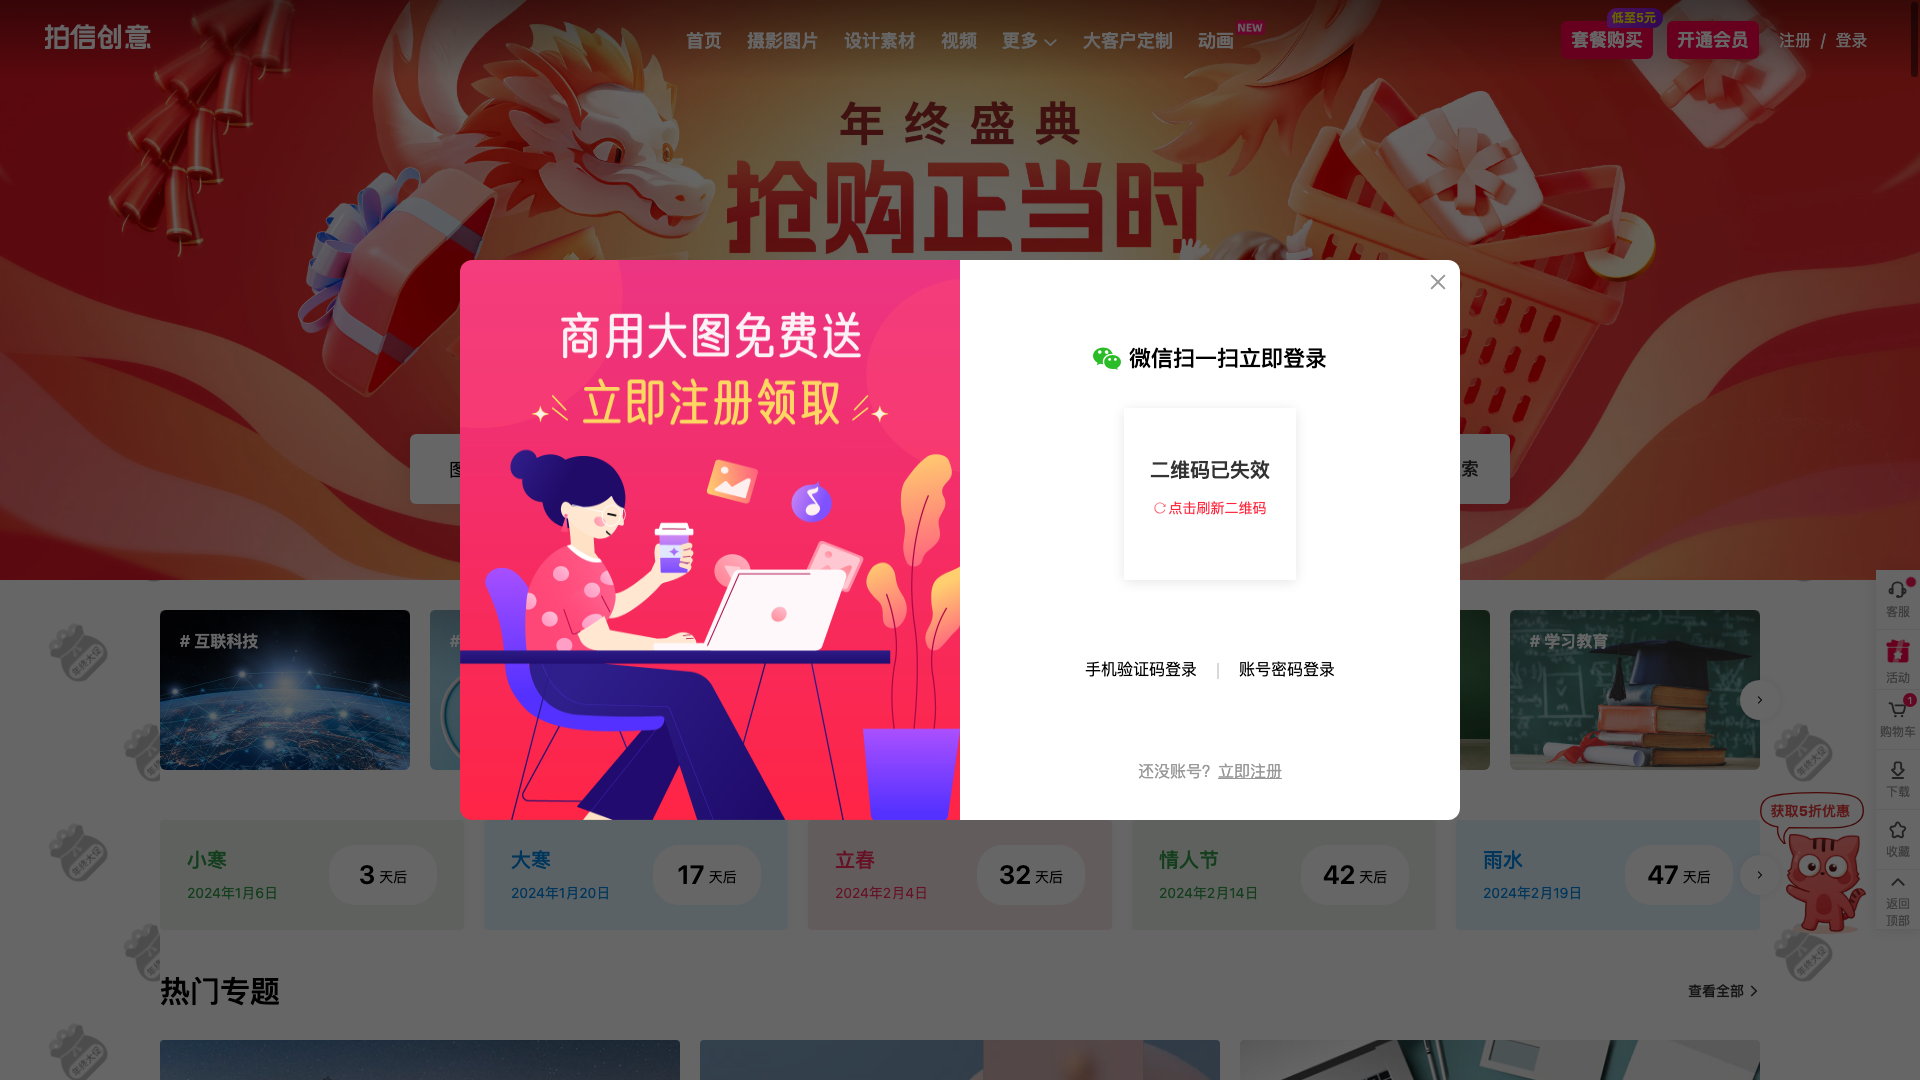 拍信创意
首页
摄影图片
设计素材
视频
更多
大客户定制
动画
NEW
低至5元
套餐购买
开通会员
注册 / 登录
年终盛典
抢购正当时
商用大图免费送
立即注册领取
微信扫一扫立即登录
二维码已失效
点击刷新二维码
手机验证码登录 | 账号密码登录
还没账号? 立即注册
索
# 互联科技
#
# 学习教育
客服
活动
1
购物车
下载
收藏
返回
顶部
获取5折优惠
小寒
2024年1月6日
3 天后
大寒
2024年1月20日
17 天后
立春
2024年2月4日
32 天后
情人节
2024年2月14日
42 天后
雨水
2024年2月19日
47 天后
热门专题
查看全部